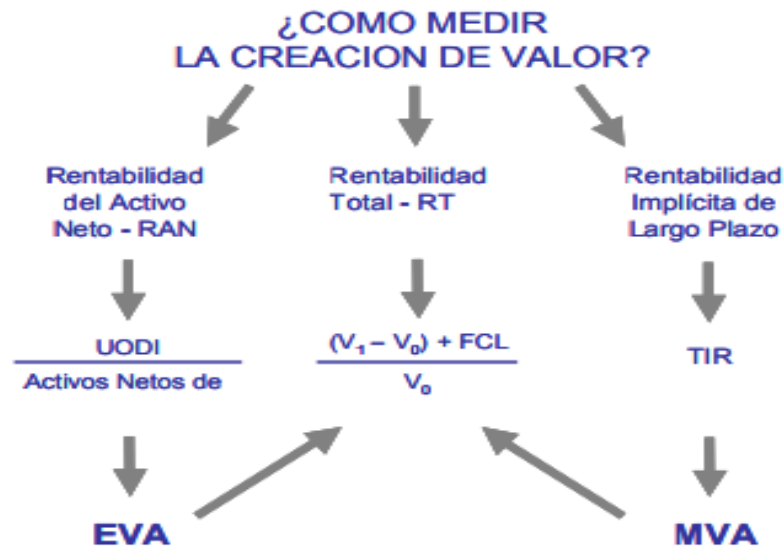 ¿COMO MEDIR
LA CREACION DE VALOR?
Rentabilidad
del Activo
Neto - RAN
Rentabilidad
Total - RT
Rentabilidad
Implícita de
Largo Plazo
UODI
Activos Netos de
(V₁ – V₀) + FCL
V₀
TIR
EVA
MVA